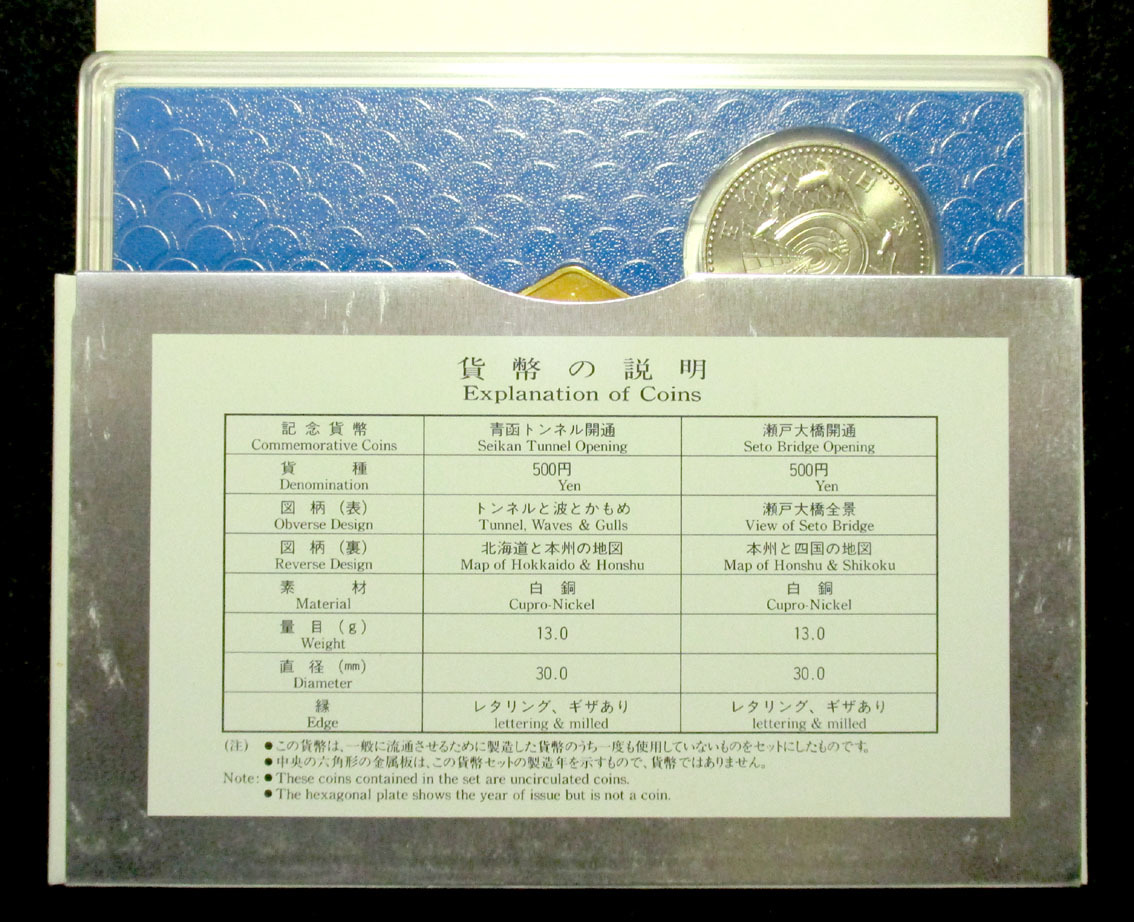 日本
貨幣の説明
Explanation of Coins
記念貨幣 青函トンネル開通 瀬戸大橋開通
Commemorative Coins Seikan Tunnel Opening Seto Bridge Opening
貨種 500円 500円
Denomination Yen Yen
図柄(表) トンネルと波とかもめ 瀬戸大橋全景
Obverse Design Tunnel, Waves & Gulls View of Seto Bridge
図柄(裏) 北海道と本州の地図 本州と四国の地図
Reverse Design Map of Hokkaido & Honshu Map of Honshu & Shikoku
素材 白銅 白銅
Material Cupro-Nickel Cupro-Nickel
量目(g) 13.0 13.0
Weight
直径(㎜) 30.0 30.0
Diameter
縁 レタリング、ギザあり レタリング、ギザあり
Edge lettering & milled lettering & milled
(注) ●この貨幣は、一般に流通させるために製造した貨幣のうち一度も使用していないものをセットにしたものです。
●中央の六角形の金属板は、この貨幣セットの製造年を示すもので、貨幣ではありません。
Note: ● These coins contained in the set are uncirculated coins.
● The hexagonal plate shows the year of issue but is not a coin.